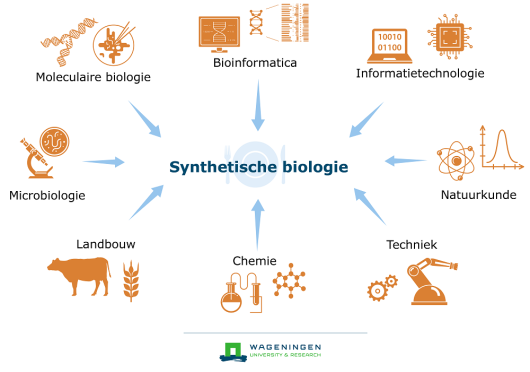 Bioinformatica
Moleculaire biologie
Informatietechnologie
10010
01100
Synthetische biologie
Microbiologie
Natuurkunde
Landbouw
Chemie
Techniek
WAGENINGEN
UNIVERSITY & RESEARCH